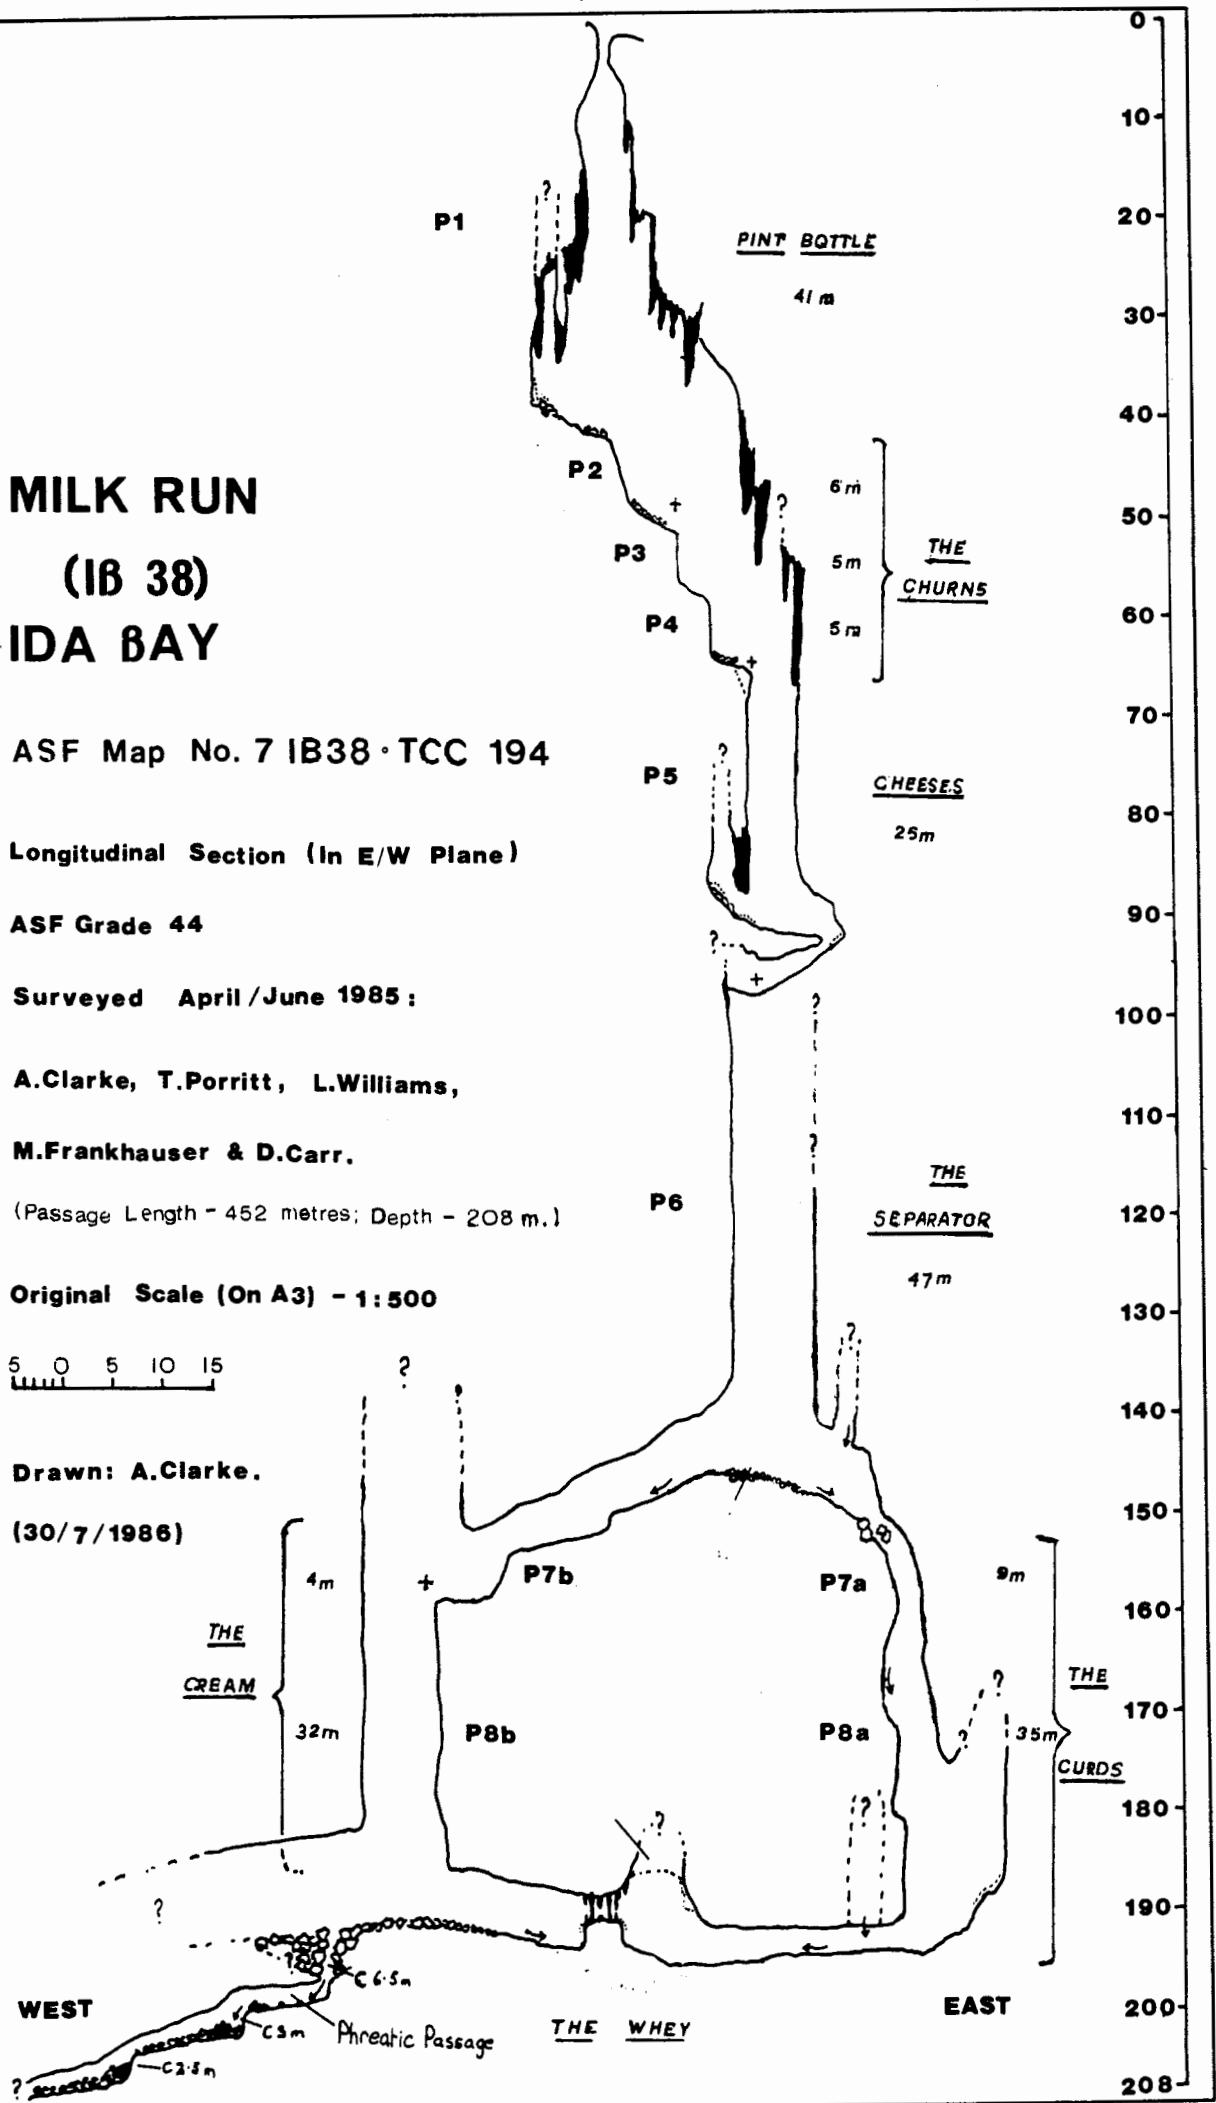 MILK RUN
(IB 38)
IDA BAY
ASF Map No. 7 IB38 · TCC 194
Longitudinal Section (In E/W Plane)
ASF Grade 44
Surveyed April/June 1985:
A.Clarke, T.Porritt, L.Williams,
M.Frankhauser & D.Carr.
(Passage Length - 452 metres; Depth - 208 m.)
Original Scale (On A3) - 1:500
5 0 5 10 15
Drawn: A.Clarke.
(30/7/1986)
P1
?
PINT BOTTLE
41 m
P2
6m
?
P3
5m
THE
CHURNS
P4
5m
P5
?
CHEESES
25m
?
?
?
P6
THE
SEPARATOR
47m
?
?
P7b
P7a
4m
9m
THE
CREAM
32m
P8b
P8a
?
?
35m
THE
CURDS
?
?
?
?
C 6.5m
WEST
EAST
C3m
Phreatic Passage
THE WHEY
C2.5m
?
0
10
20
30
40
50
60
70
80
90
100
110
120
130
140
150
160
170
180
190
200
208